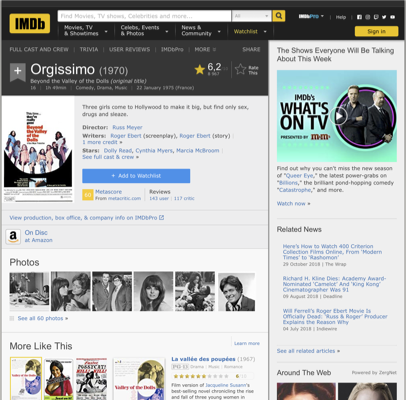 IMDb
Find Movies, TV shows, Celebrities and more...
All
IMDbPro
Help
Movies, TV
& Showtimes
Celebs, Events
& Photos
News &
Community
Watchlist
Sign in
FULL CAST AND CREW
TRIVIA
USER REVIEWS
IMDbPro
MORE
SHARE
Orgissimo (1970)
Beyond the Valley of the Dolls (original title)
16 | 1h 49min | Comedy, Drama, Music | 22 January 1975 (France)
6,2
Rate
This
Three girls come to Hollywood to make it big, but find only sex,
drugs and sleaze.
Director: Russ Meyer
Writers: Roger Ebert (screenplay), Roger Ebert (story) |
1 more credit »
Stars: Dolly Read, Cynthia Myers, Marcia McBroom |
See full cast & crew »
+ Add to Watchlist
Metascore
From metacritic.com
Reviews
143 user | 117 critic
View production, box office, & company info on IMDbPro
On Disc
at Amazon
Photos
See all 60 photos »
More Like This
Learn more
La vallée des poupées (1967)
Drama | Music | Romance
Film version of Jacqueline Susann's
best-selling novel chronicling the rise
and fall of three young women in
The Shows Everyone Will Be Talking
About This Week
IMDb's
WHAT'S
ON
TV
PRESENTED BY
Find out why you can't miss the new season
of "Queer Eye," the latest power-grabs on
"Billions," the brilliant pond-hopping comedy
"Catastrophe," and more.
Watch now »
Related News
Here's How to Watch 400 Criterion
Collection Films Online, From 'Modern
Times' to 'Rashomon'
29 October 2018 | The Wrap
Richard H. Kline Dies: Academy Award-
Nominated 'Camelot' And 'King Kong'
Cinematographer Was 91
09 August 2018 | Deadline
Will Ferrell's Roger Ebert Movie Is
Officially Dead: 'Russ & Roger' Producer
Explains the Reason Why
04 July 2018 | Indiewire
See all related articles »
Around The Web
Powered by ZergNet